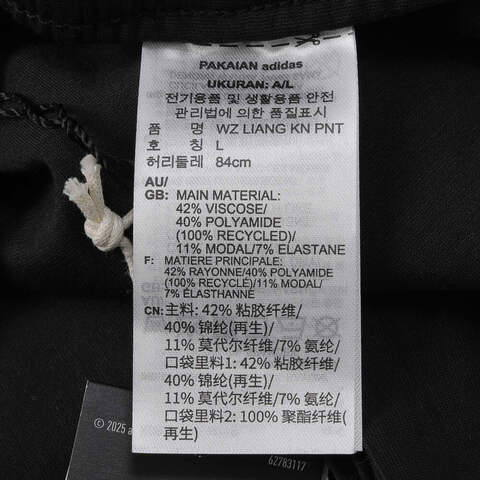 PAKAIAN adidas
UKURAN: A/L
전기용품 및 생활용품 안전
관리법에 의한 품질표시
품 명 WZ LIANG KN PNT
호 칭 L
허리둘레 84cm
AU/
GB: MAIN MATERIAL:
42% VISCOSE/
40% POLYAMIDE
(100% RECYCLED)/
11% MODAL/7% ELASTANE
F: MATIERE PRINCIPALE:
42% RAYONNE/40% POLYAMIDE
(100% RECYCLÉ)/11% MODAL/
7% ÉLASTHANNE
CN: 主料: 42% 粘胶纤维/
40% 锦纶(再生)/
11% 莫代尔纤维/7% 氨纶/
口袋里料1: 42% 粘胶纤维/
40% 锦纶(再生)/
11% 莫代尔纤维/7% 氨纶/
口袋里料2: 100% 聚酯纤维(
再生)
© 2025 a
62783117